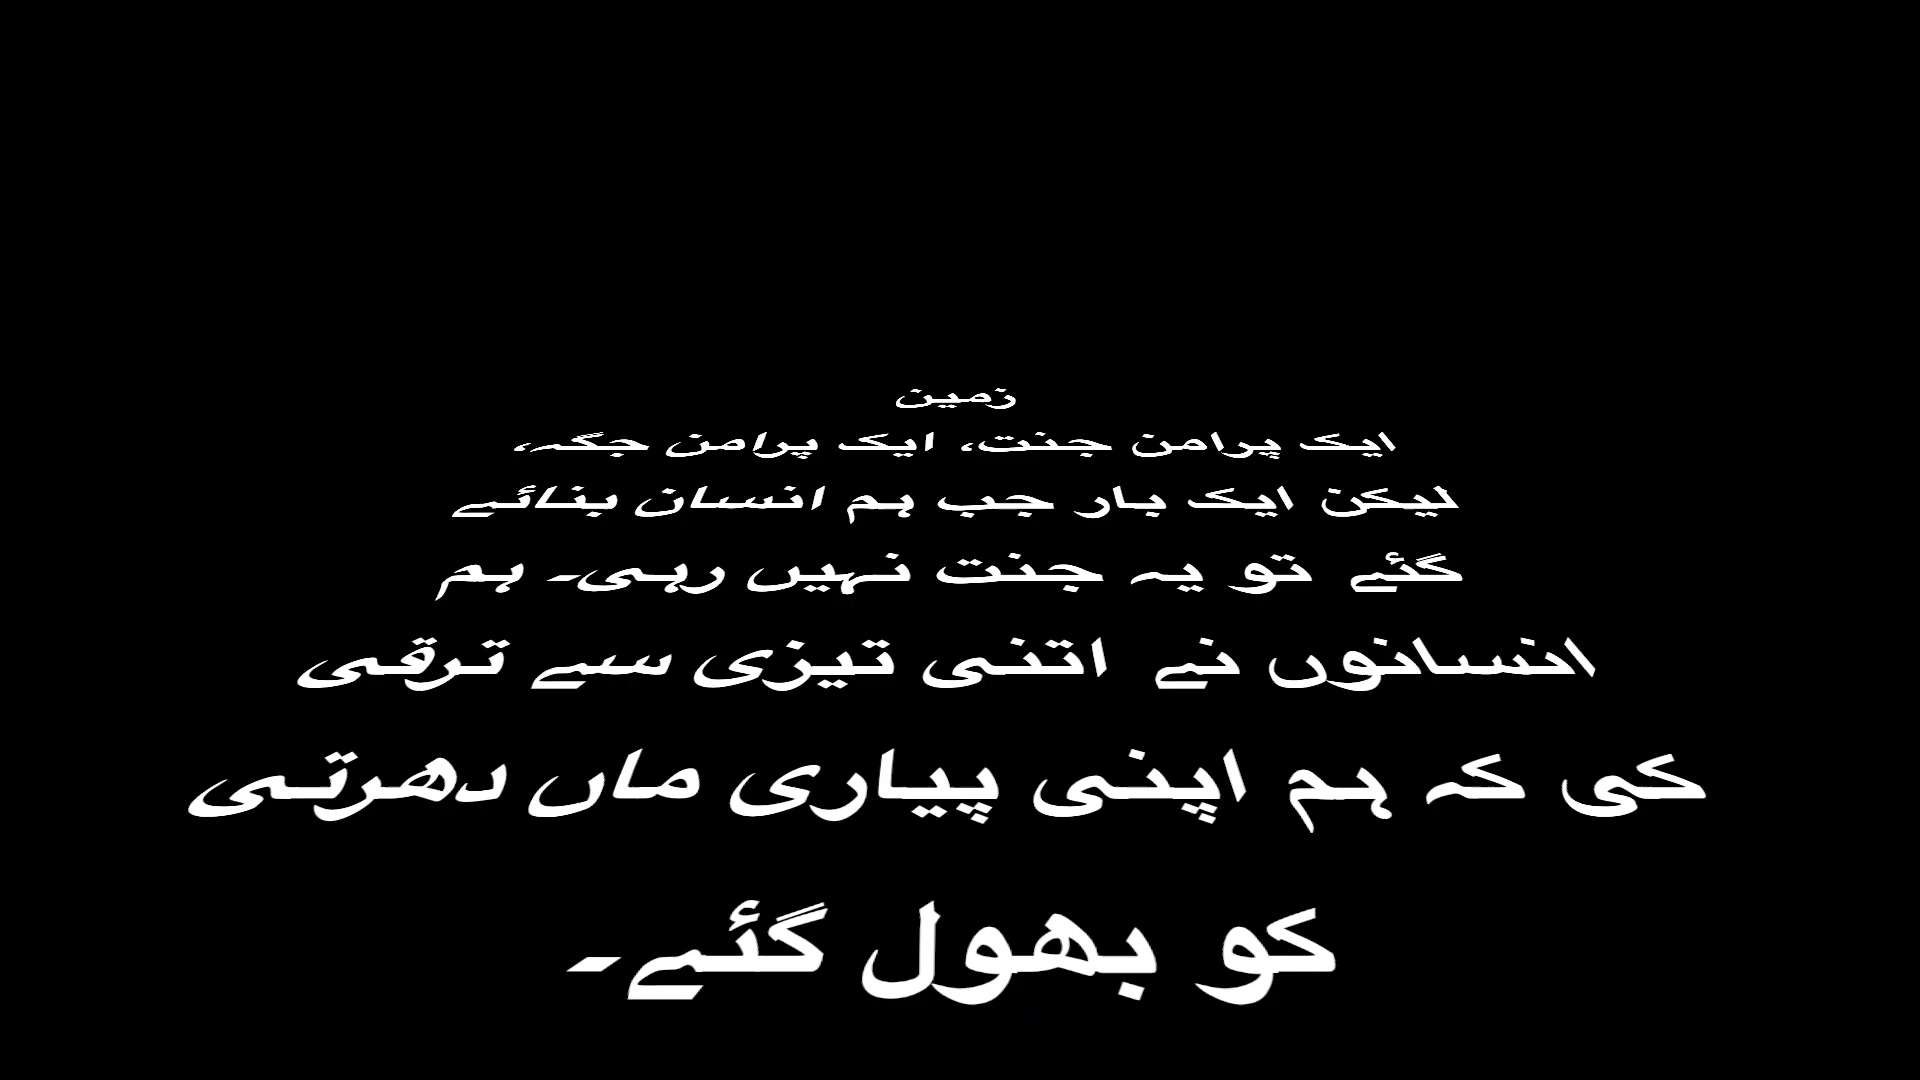 زمین
ایک پرامن جنت، ایک پرامن جگہ،
لیکن ایک بار جب ہم انسان بنائے
گئے تو یہ جنت نہیں رہی۔ ہم
انسانوں نے اتنی تیزی سے ترقی
کی کہ ہم اپنی پیاری ماں دھرتی
کو بھول گئے۔